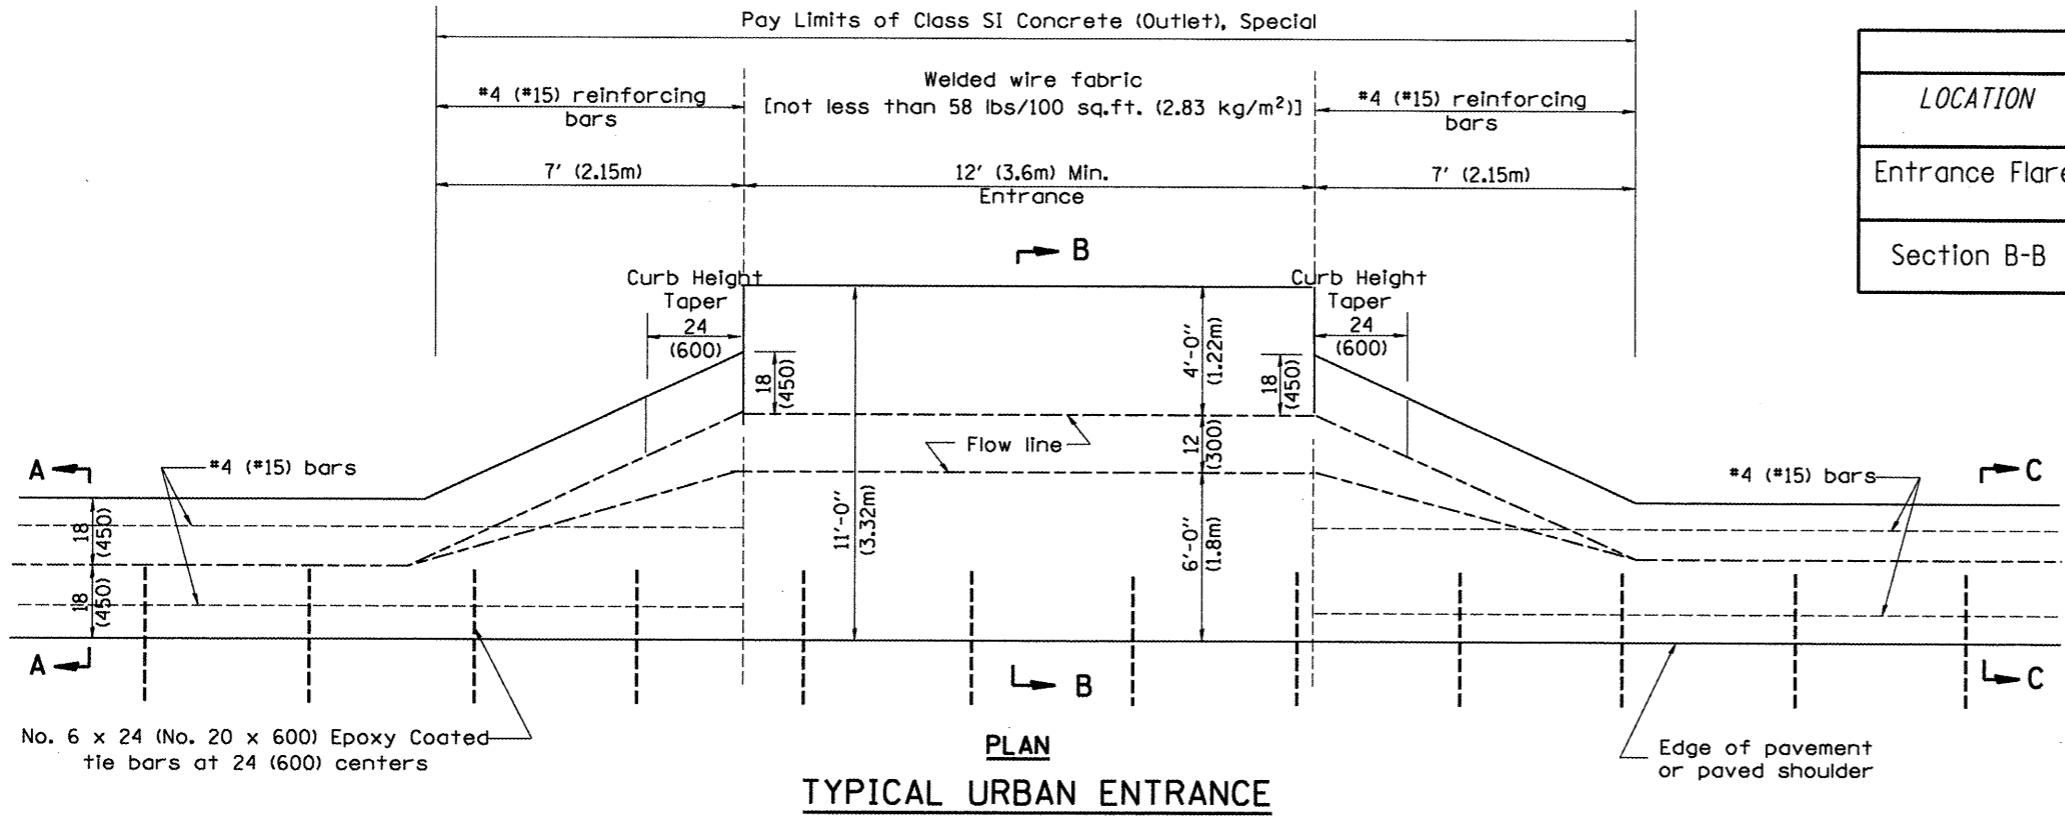 Pay Limits of Class SI Concrete (Outlet), Special
#4 (#15) reinforcing
bars
Welded wire fabric
[not less than 58 lbs/100 sq.ft. (2.83 kg/m²)]
#4 (#15) reinforcing
bars
7' (2.15m)
12' (3.6m) Min.
Entrance
7' (2.15m)
LOCATION
Entrance Flare
Section B-B
B
Curb Height
Taper
24
(600)
Curb Height
Taper
24
(600)
18
(450)
4'-0"
(1.22m)
18
(450)
Flow line
12
(300)
11'-0"
(3.32m)
6'-0"
(1.8m)
A
#4 (#15) bars
#4 (#15) bars
C
18
(450)
18
(450)
A
B
C
No. 6 x 24 (No. 20 x 600) Epoxy Coated
tie bars at 24 (600) centers
Edge of pavement
or paved shoulder
PLAN
TYPICAL URBAN ENTRANCE